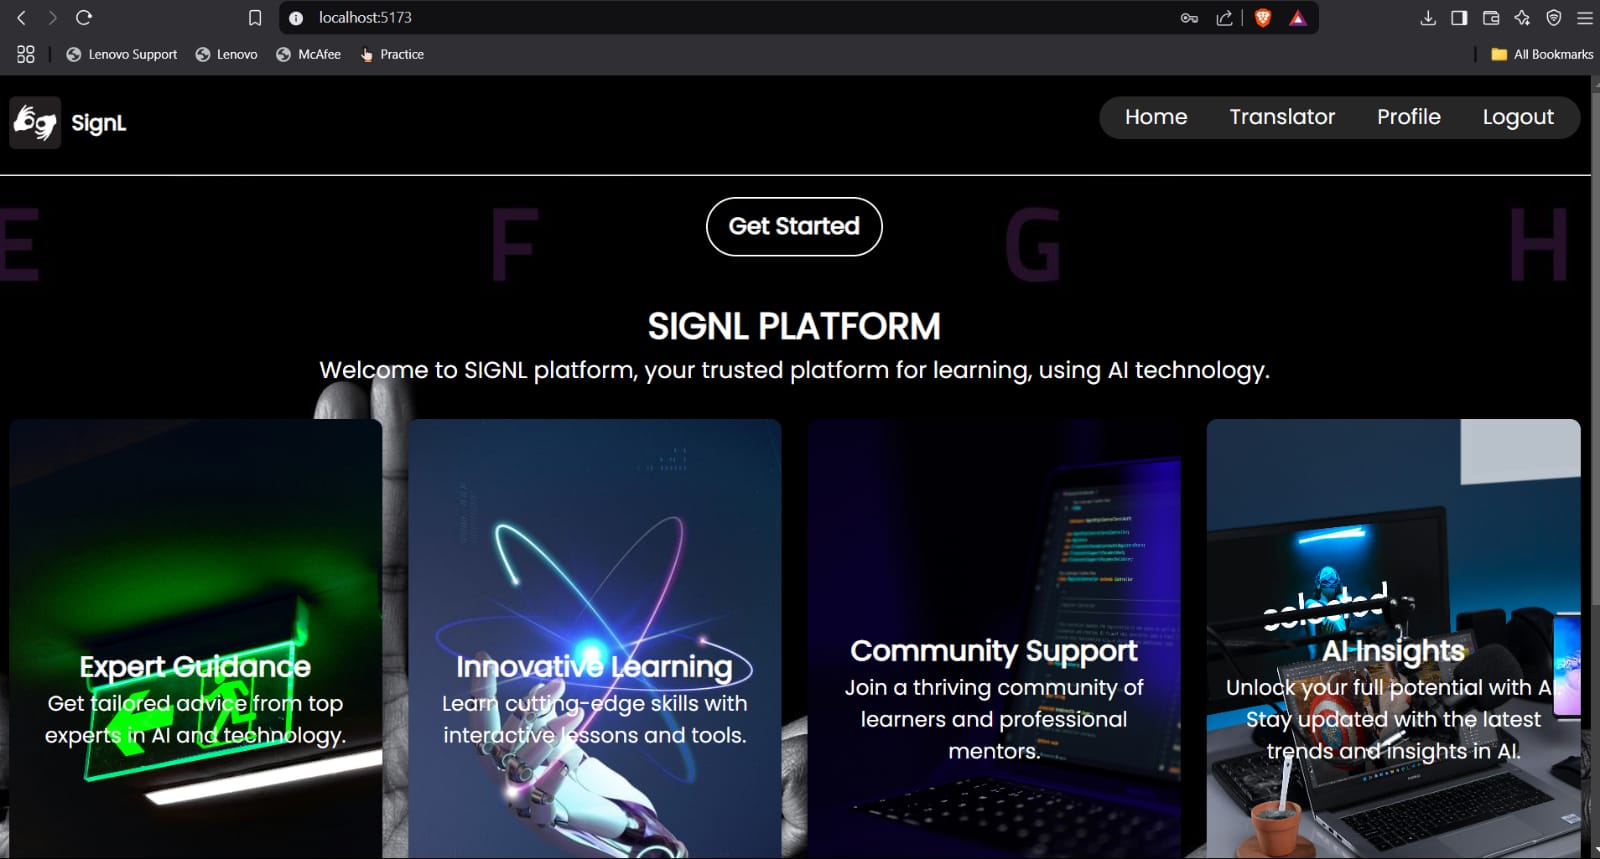 localhost:5173
Lenovo Support
Lenovo
McAfee
Practice
All Bookmarks
SignL
Home
Translator
Profile
Logout
E
F
G
H
Get Started
SIGNL PLATFORM
Welcome to SIGNL platform, your trusted platform for learning, using AI technology.
Expert Guidance
Get tailored advice from top
experts in AI and technology.
Innovative Learning
Learn cutting-edge skills with
interactive lessons and tools.
Community Support
Join a thriving community of
learners and professional
mentors.
selected
AI Insights
Unlock your full potential with AI.
Stay updated with the latest
trends and insights in AI.